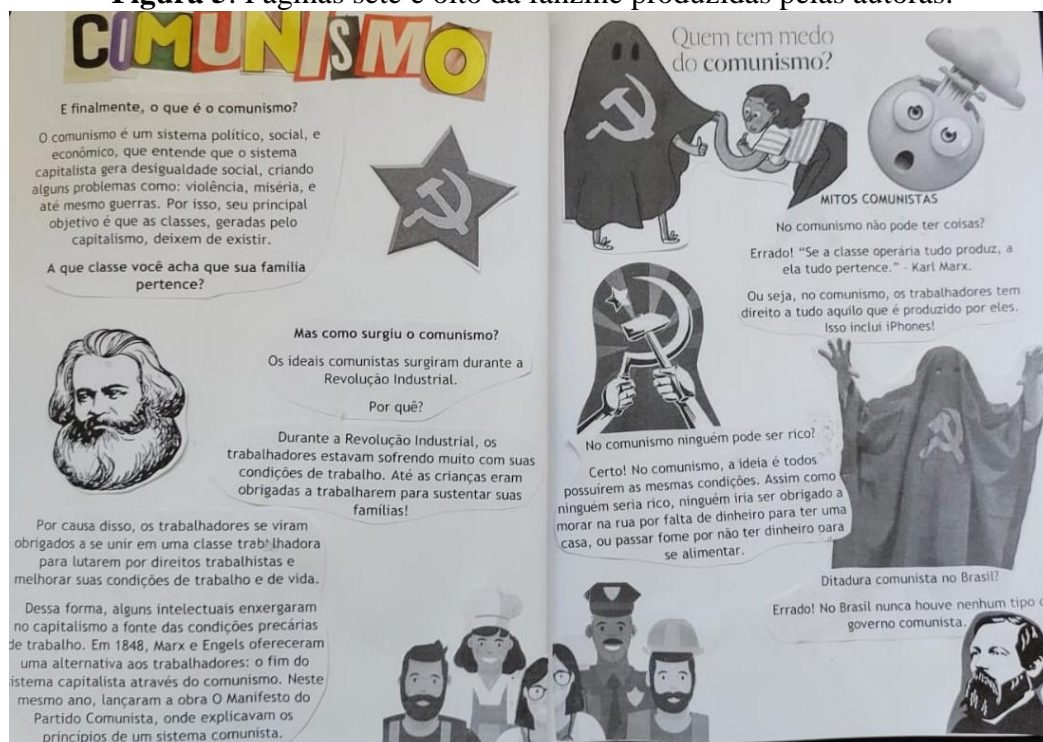 Figura 3: Páginas sete e oito da fanzine produzidas pelas autoras.
COMUNISMO
E finalmente, o que é o comunismo?
O comunismo é um sistema político, social, e
econômico, que entende que o sistema
capitalista gera desigualdade social, criando
alguns problemas como: violência, miséria, e
até mesmo guerras. Por isso, seu principal
objetivo é que as classes, geradas pelo
capitalismo, deixem de existir.
A que classe você acha que sua família
pertence?
Mas como surgiu o comunismo?
Os ideais comunistas surgiram durante a
Revolução Industrial.
Por quê?
Durante a Revolução Industrial, os
trabalhadores estavam sofrendo muito com suas
condições de trabalho. Até as crianças eram
obrigadas a trabalharem para sustentar suas
famílias!
Por causa disso, os trabalhadores se viram
obrigados a se unir em uma classe trab lhadora
para lutarem por direitos trabalhistas e
melhorar suas condições de trabalho e de vida.
Dessa forma, alguns intelectuais enxergaram
no capitalismo a fonte das condições precárias
de trabalho. Em 1848, Marx e Engels ofereceram
uma alternativa aos trabalhadores: o fim do
sistema capitalista através do comunismo. Neste
mesmo ano, lançaram a obra O Manifesto do
Partido Comunista, onde explicavam os
princípios de um sistema comunista.
Quem tem medo
do comunismo?
MITOS COMUNISTAS
No comunismo não pode ter coisas?
Errado! “Se a classe operária tudo produz, a
ela tudo pertence.” - Karl Marx.
Ou seja, no comunismo, os trabalhadores tem
direito a tudo aquilo que é produzido por eles.
Isso inclui iPhones!
No comunismo ninguém pode ser rico?
Certo! No comunismo, a ideia é todos
possuírem as mesmas condições. Assim como
ninguém seria rico, ninguém iria ser obrigado a
morar na rua por falta de dinheiro para ter uma
casa, ou passar fome por não ter dinheiro para
se alimentar.
Ditadura comunista no Brasil?
Errado! No Brasil nunca houve nenhum tipo d
governo comunista.